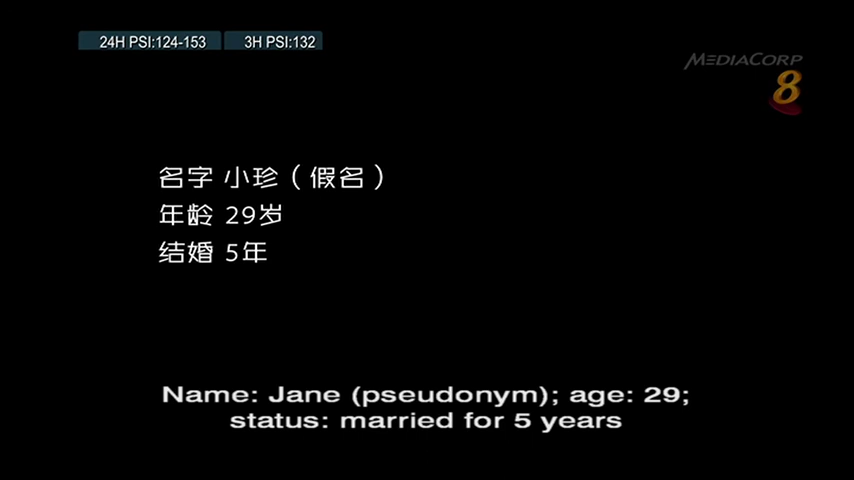 24H PSI:124-153 3H PSI:132
MEDIACORP
8
名字 小珍（假名）
年龄 29岁
结婚 5年
Name: Jane (pseudonym); age: 29;
status: married for 5 years